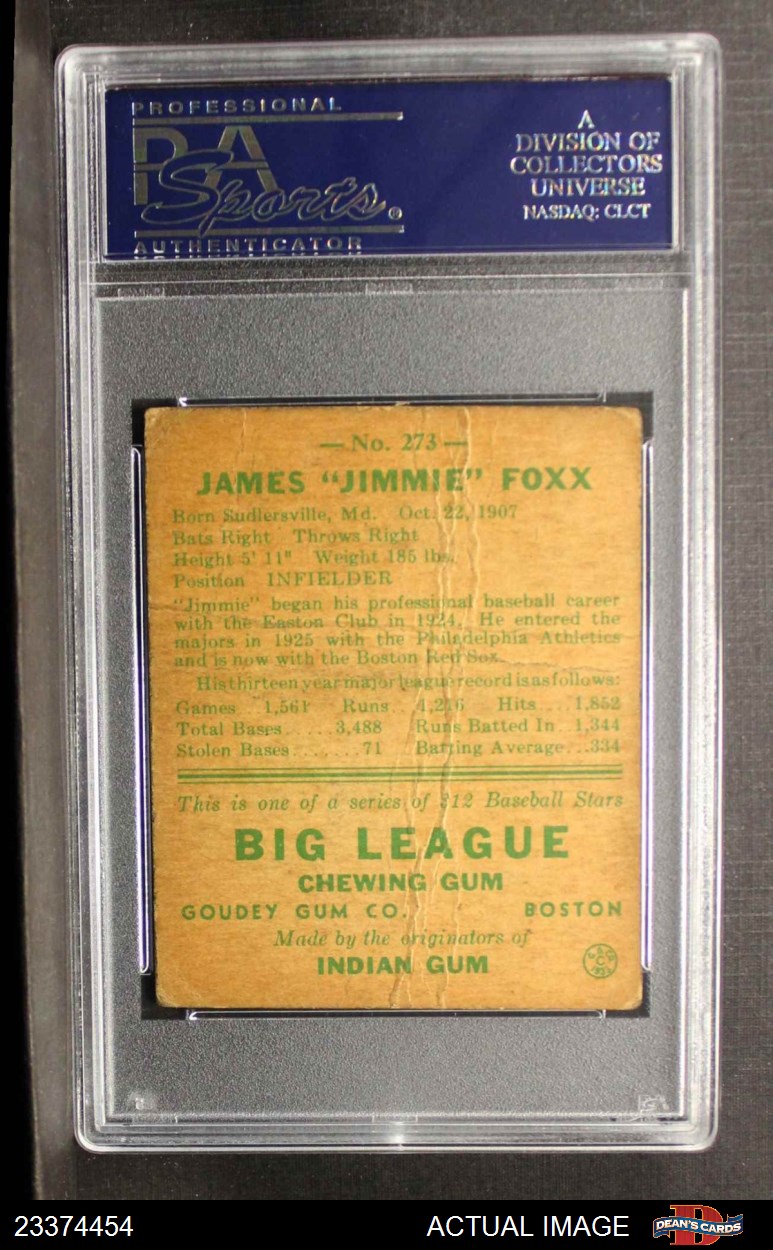 PROFESSIONAL
PSA
Sports®
AUTHENTICATOR
A
DIVISION OF
COLLECTORS
UNIVERSE
NASDAQ: CLCT
—No. 273—
JAMES "JIMMIE" FOXX
Born Sudlersville, Md. Oct. 22, 1907
Bats Right Throws Right
Height 5' 11" Weight 185 lbs.
Position INFIELDER
"Jimmie" began his professional baseball career
with the Easton Club in 1924. He entered the
majors in 1925 with the Philadelphia Athletics
and is now with the Boston Red Sox.
His thirteen year major league record is as follows:
Games 1,561 Runs.. 1,216 Hits....1,852
Total Bases......3,488 Runs Batted In..1,344
Stolen Bases........71 Batting Average...334
This is one of a series of 312 Baseball Stars
BIG LEAGUE
CHEWING GUM
GOUDEY GUM CO. BOSTON
Made by the originators of
INDIAN GUM
23374454
ACTUAL IMAGE
DEAN'S CARDS